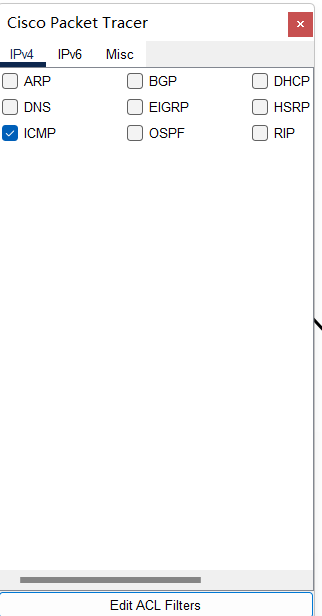 Cisco Packet Tracer
IPv4 IPv6 Misc
ARP BGP DHCP
DNS EIGRP HSRP
ICMP OSPF RIP
Edit ACL Filters